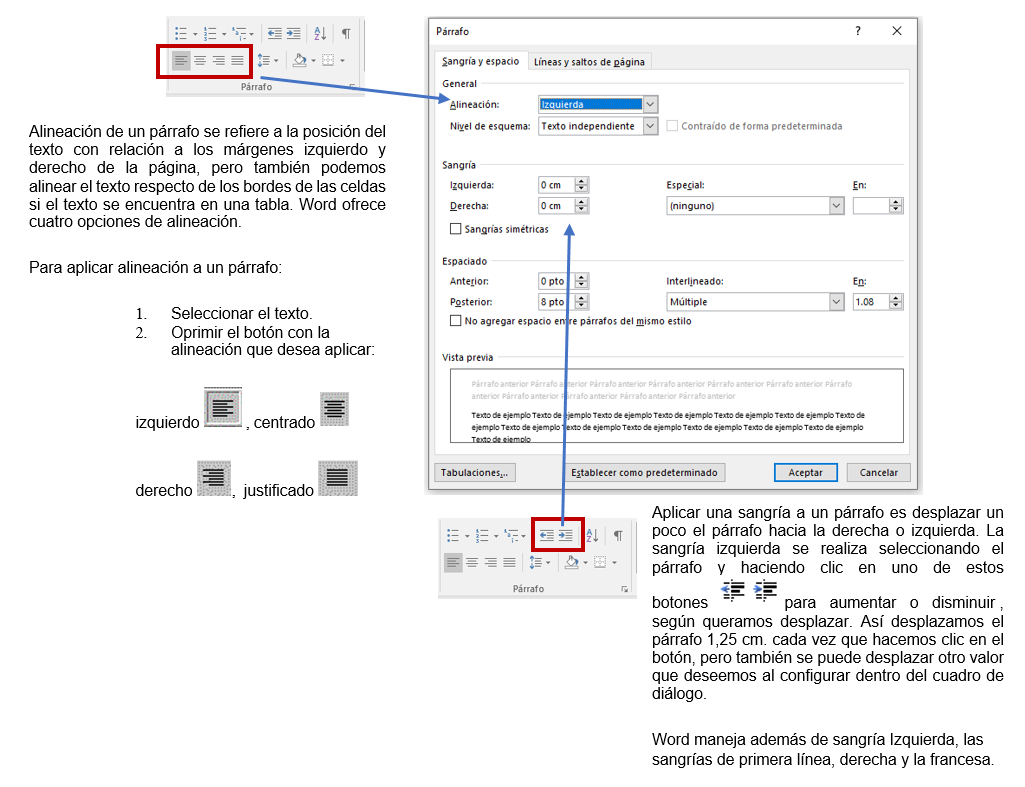 Párrafo
Alineación de un párrafo se refiere a la posición del
texto con relación a los márgenes izquierdo y
derecho de la página, pero también podemos
alinear el texto respecto de los bordes de las celdas
si el texto se encuentra en una tabla. Word ofrece
cuatro opciones de alineación.
Para aplicar alineación a un párrafo:
1. Seleccionar el texto.
2. Oprimir el botón con la
alineación que desea aplicar:
izquierdo , centrado
derecho , justificado
Párrafo ?
Sangría y espacio Líneas y saltos de página
General
Alineación: Izquierda
Nivel de esquema: Texto independiente Contraído de forma predeterminada
Sangría
Izquierda: 0 cm Especial: En:
Derecha: 0 cm (ninguno)
Sangrías simétricas
Espaciado
Anterior: 0 pto Interlineado: En:
Posterior: 8 pto Múltiple 1.08
No agregar espacio entre párrafos del mismo estilo
Vista previa
Párrafo anterior Párrafo anterior Párrafo anterior Párrafo anterior Párrafo anterior Párrafo anterior Párrafo
anterior Párrafo anterior Párrafo anterior Párrafo anterior Párrafo anterior
Texto de ejemplo Texto de ejemplo Texto de ejemplo Texto de ejemplo Texto de ejemplo Texto de ejemplo Texto de
ejemplo Texto de ejemplo Texto de ejemplo Texto de ejemplo Texto de ejemplo Texto de ejemplo Texto de ejemplo
Texto de ejemplo
Tabulaciones... Establecer como predeterminado Aceptar Cancelar
Párrafo
Aplicar una sangría a un párrafo es desplazar un
poco el párrafo hacia la derecha o izquierda. La
sangría izquierda se realiza seleccionando el
párrafo y haciendo clic en uno de estos
botones para aumentar o disminuir ,
según queramos desplazar. Así desplazamos el
párrafo 1,25 cm. cada vez que hacemos clic en el
botón, pero también se puede desplazar otro valor
que deseemos al configurar dentro del cuadro de
diálogo.
Word maneja además de sangría Izquierda, las
sangrías de primera línea, derecha y la francesa.